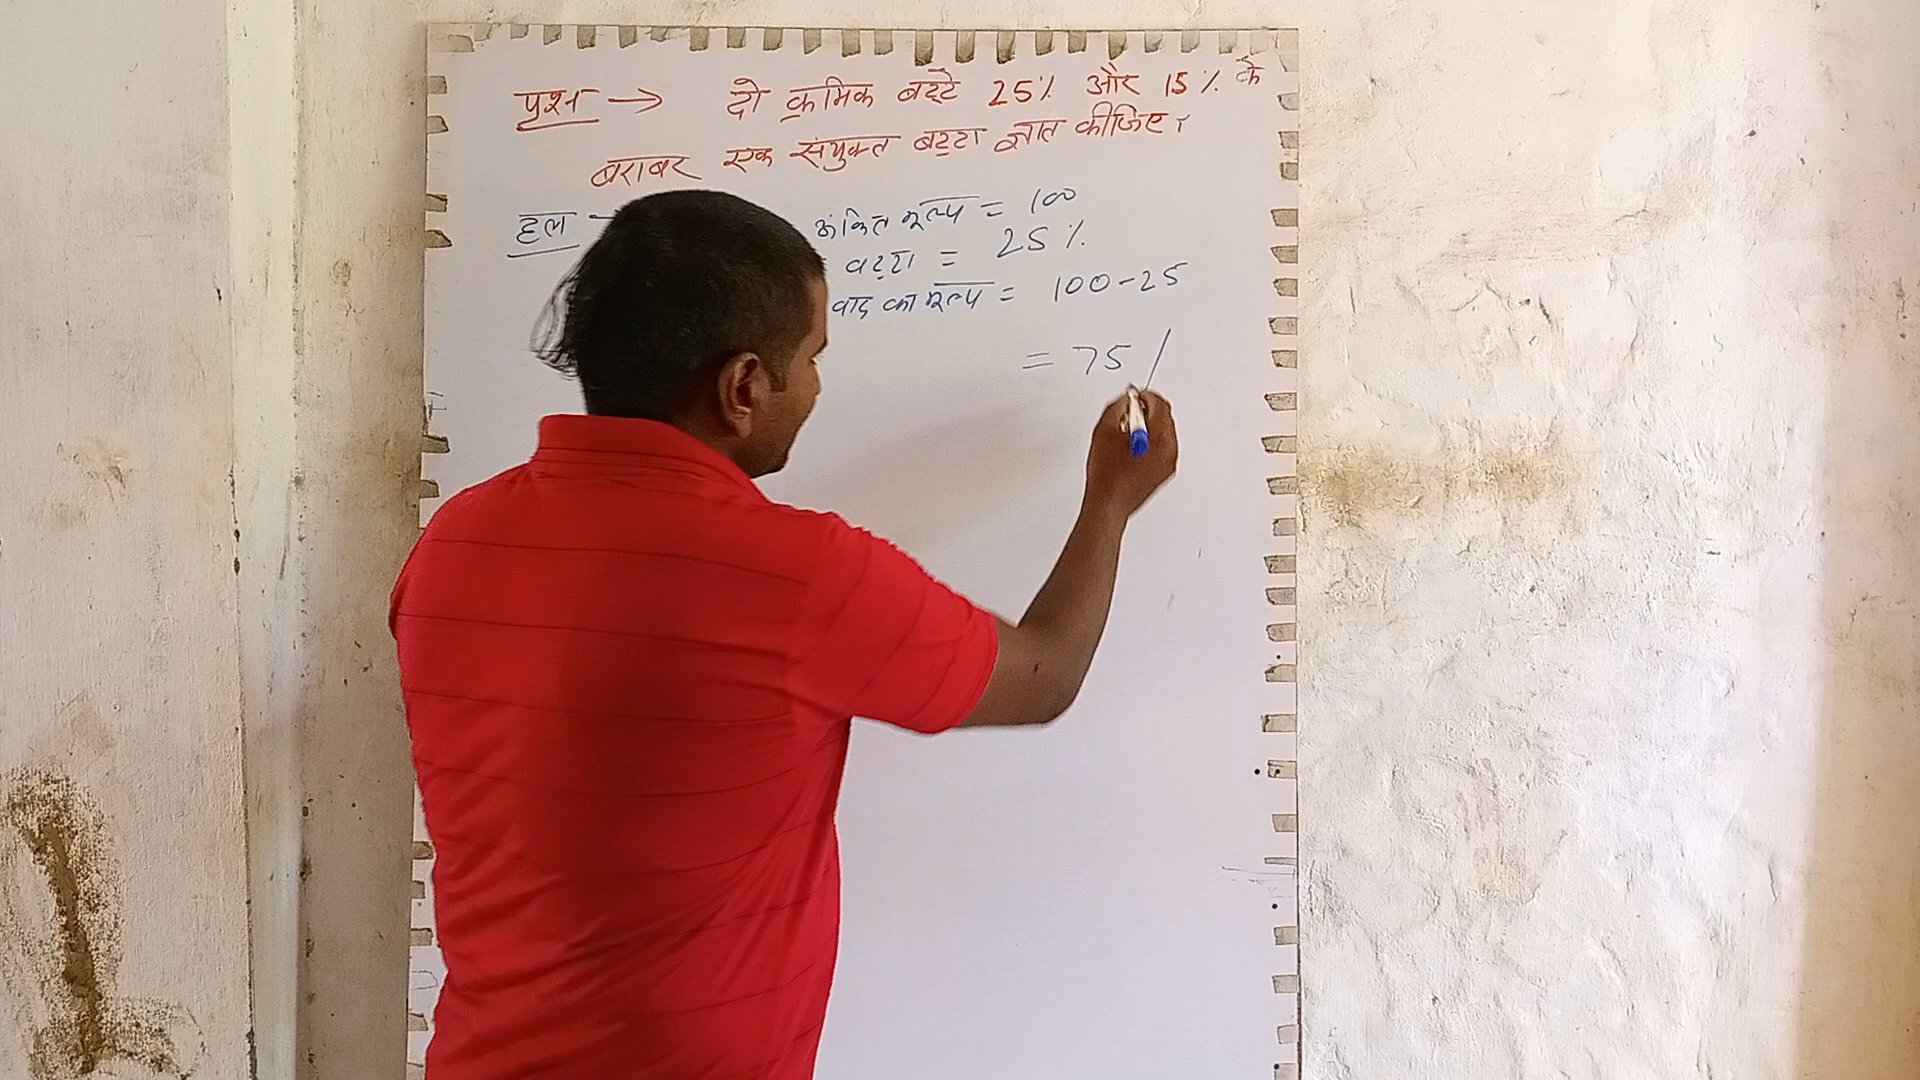 प्रश्न → दो क्रमिक बट्टे 25% और 15% के
बराबर एक संयुक्त बट्टा ज्ञात कीजिए।
हल – अंकित मूल्य = 100
बट्टा = 25%
बाद का मूल्य = 100-25
= 75 /